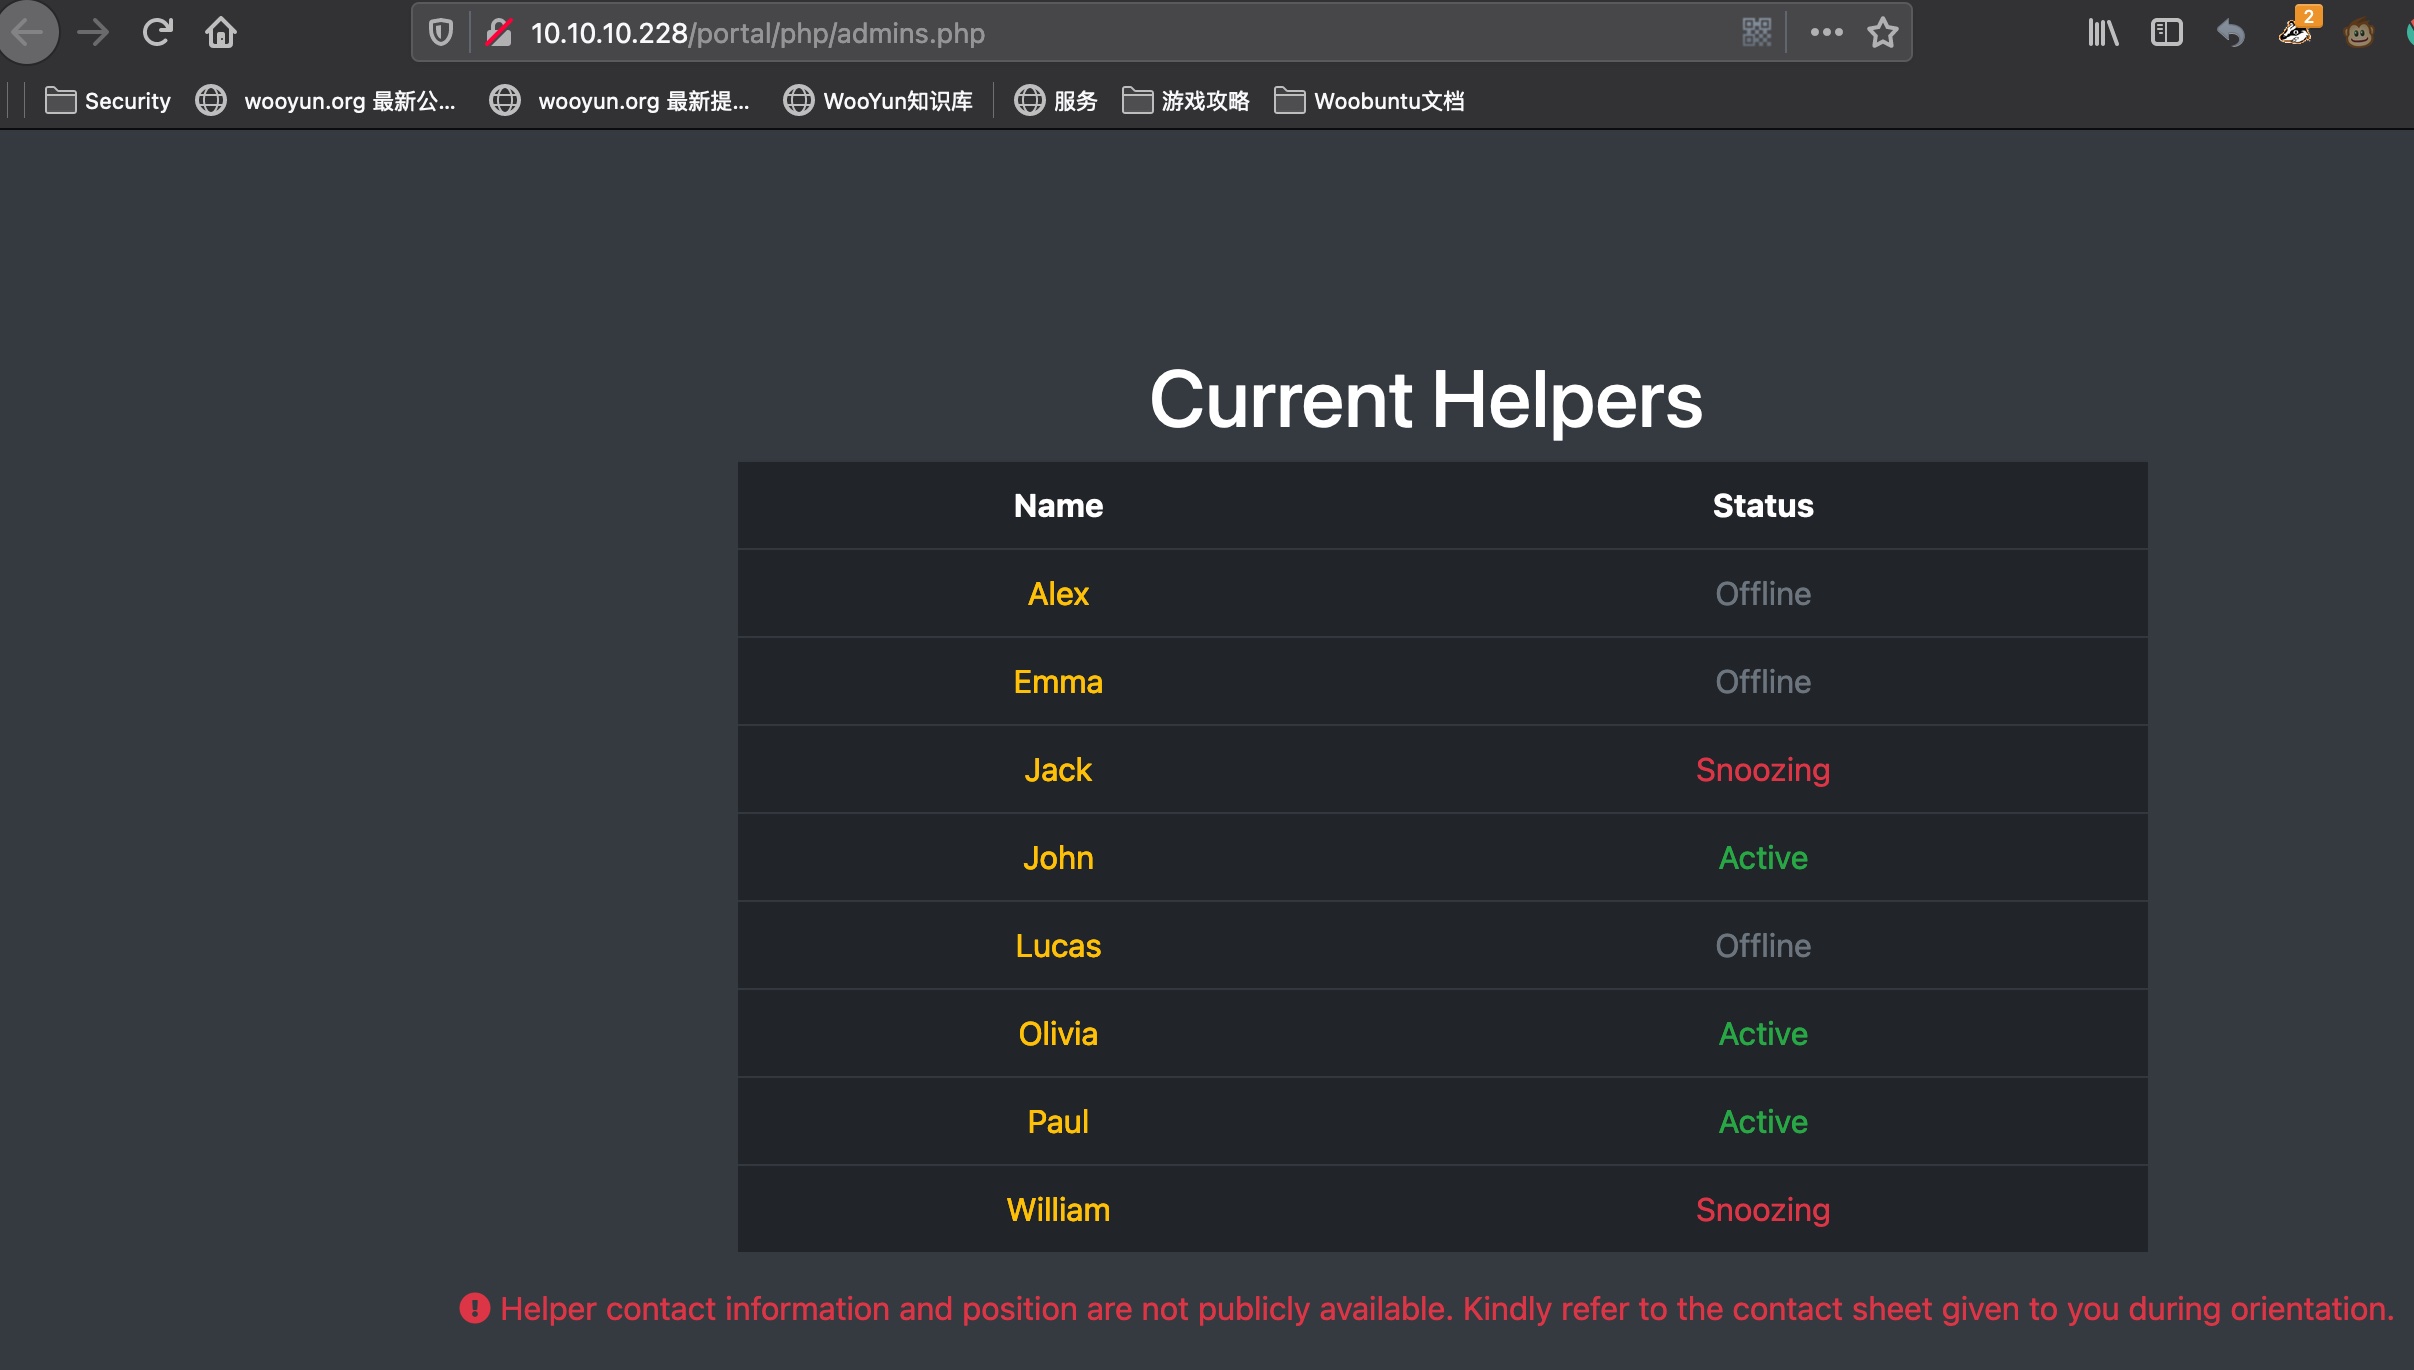 10.10.10.228/portal/php/admins.php
2
Security wooyun.org 最新公... wooyun.org 最新提... WooYun知识库 服务 游戏攻略 Woobuntu文档
Current Helpers
Name Status
Alex Offline
Emma Offline
Jack Snoozing
John Active
Lucas Offline
Olivia Active
Paul Active
William Snoozing
Helper contact information and position are not publicly available. Kindly refer to the contact sheet given to you during orientation.